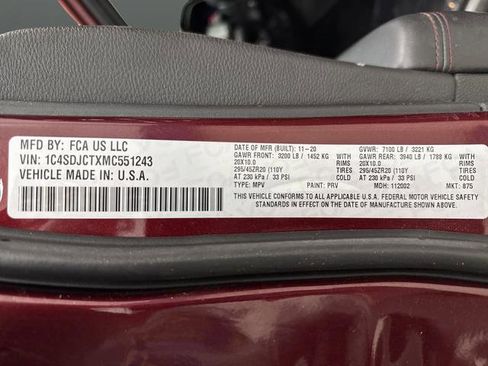 MFD BY: FCA US LLC
VIN: 1C4SDJCTXMC551243
VEHICLE MADE IN: U.S.A.
DATE OF MFR (BUILT): 11-20 GVWR: 7100 LB / 3221 KG
GAWR FRONT: 3200 LB / 1452 KG WITH GAWR REAR: 3940 LB / 1788 KG WITH
20X10.0 RIMS 20X10.0 RIMS
295/45ZR20 (110Y TIRES 295/45ZR20 (110Y TIRES
AT 230 kPa / 33 PSI COLD AT 230 kPa / 33 PSI COLD
TYPE: MPV PAINT: PRV MDH: 112002 MKT: 875
THIS VEHICLE CONFORMS TO ALL APPLICABLE U.S.A. FEDERAL MOTOR VEHICLE SAFETY
STANDARDS IN EFFECT ON THE DATE OF MANUFACTURE SHOWN ABOVE.